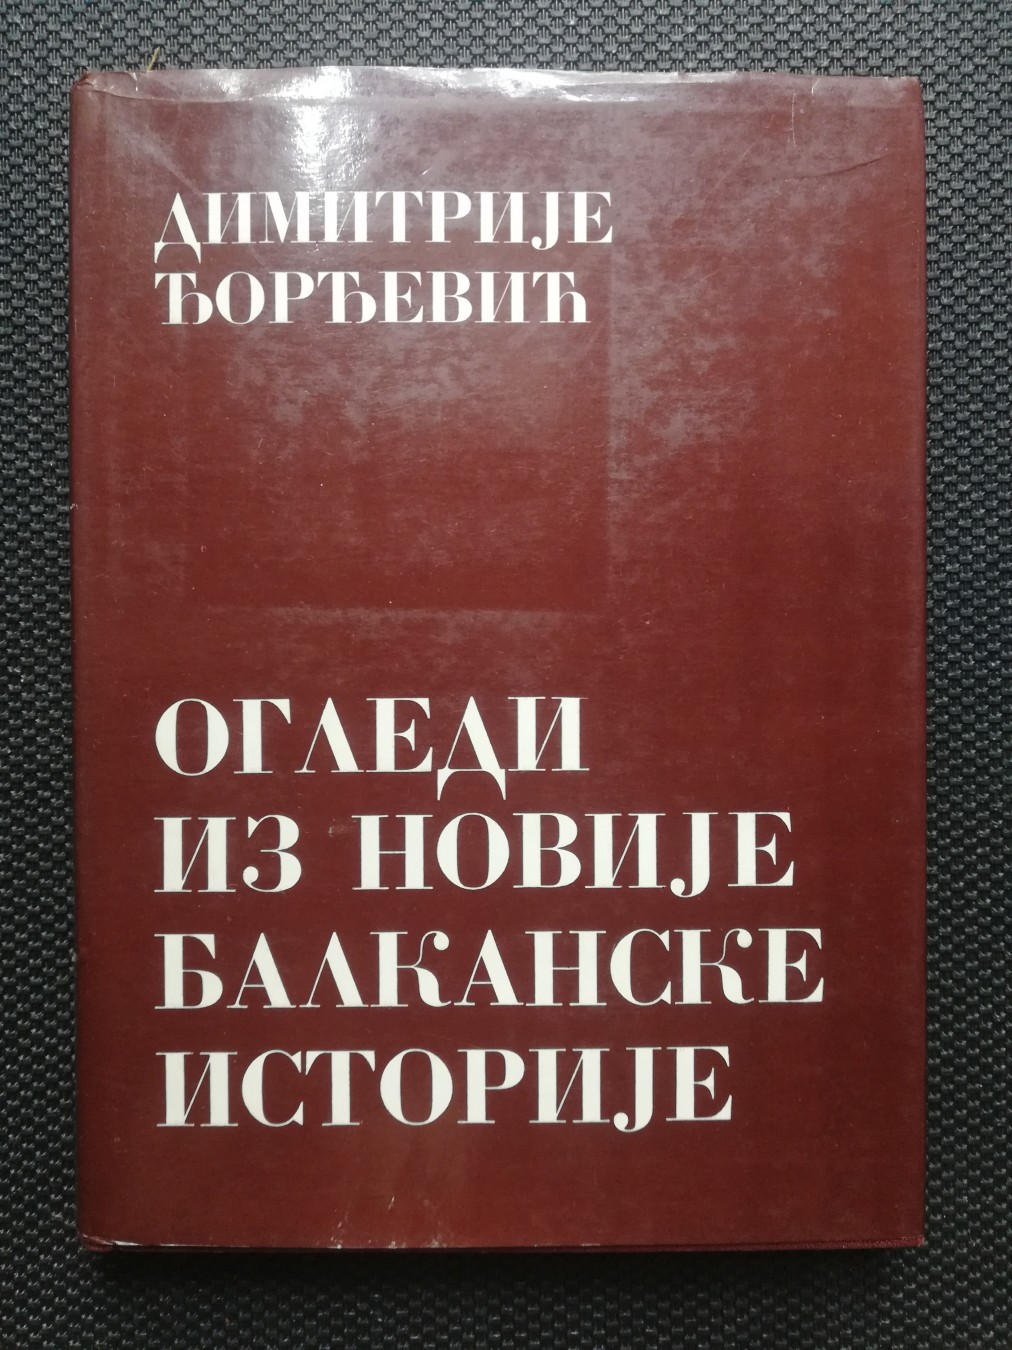 ДИМИТРИЈЕ
ЂОРЂЕВИЋ
ОГЛЕДИ
ИЗ НОВИЈЕ
БАЛКАНСКЕ
ИСТОРИЈЕ